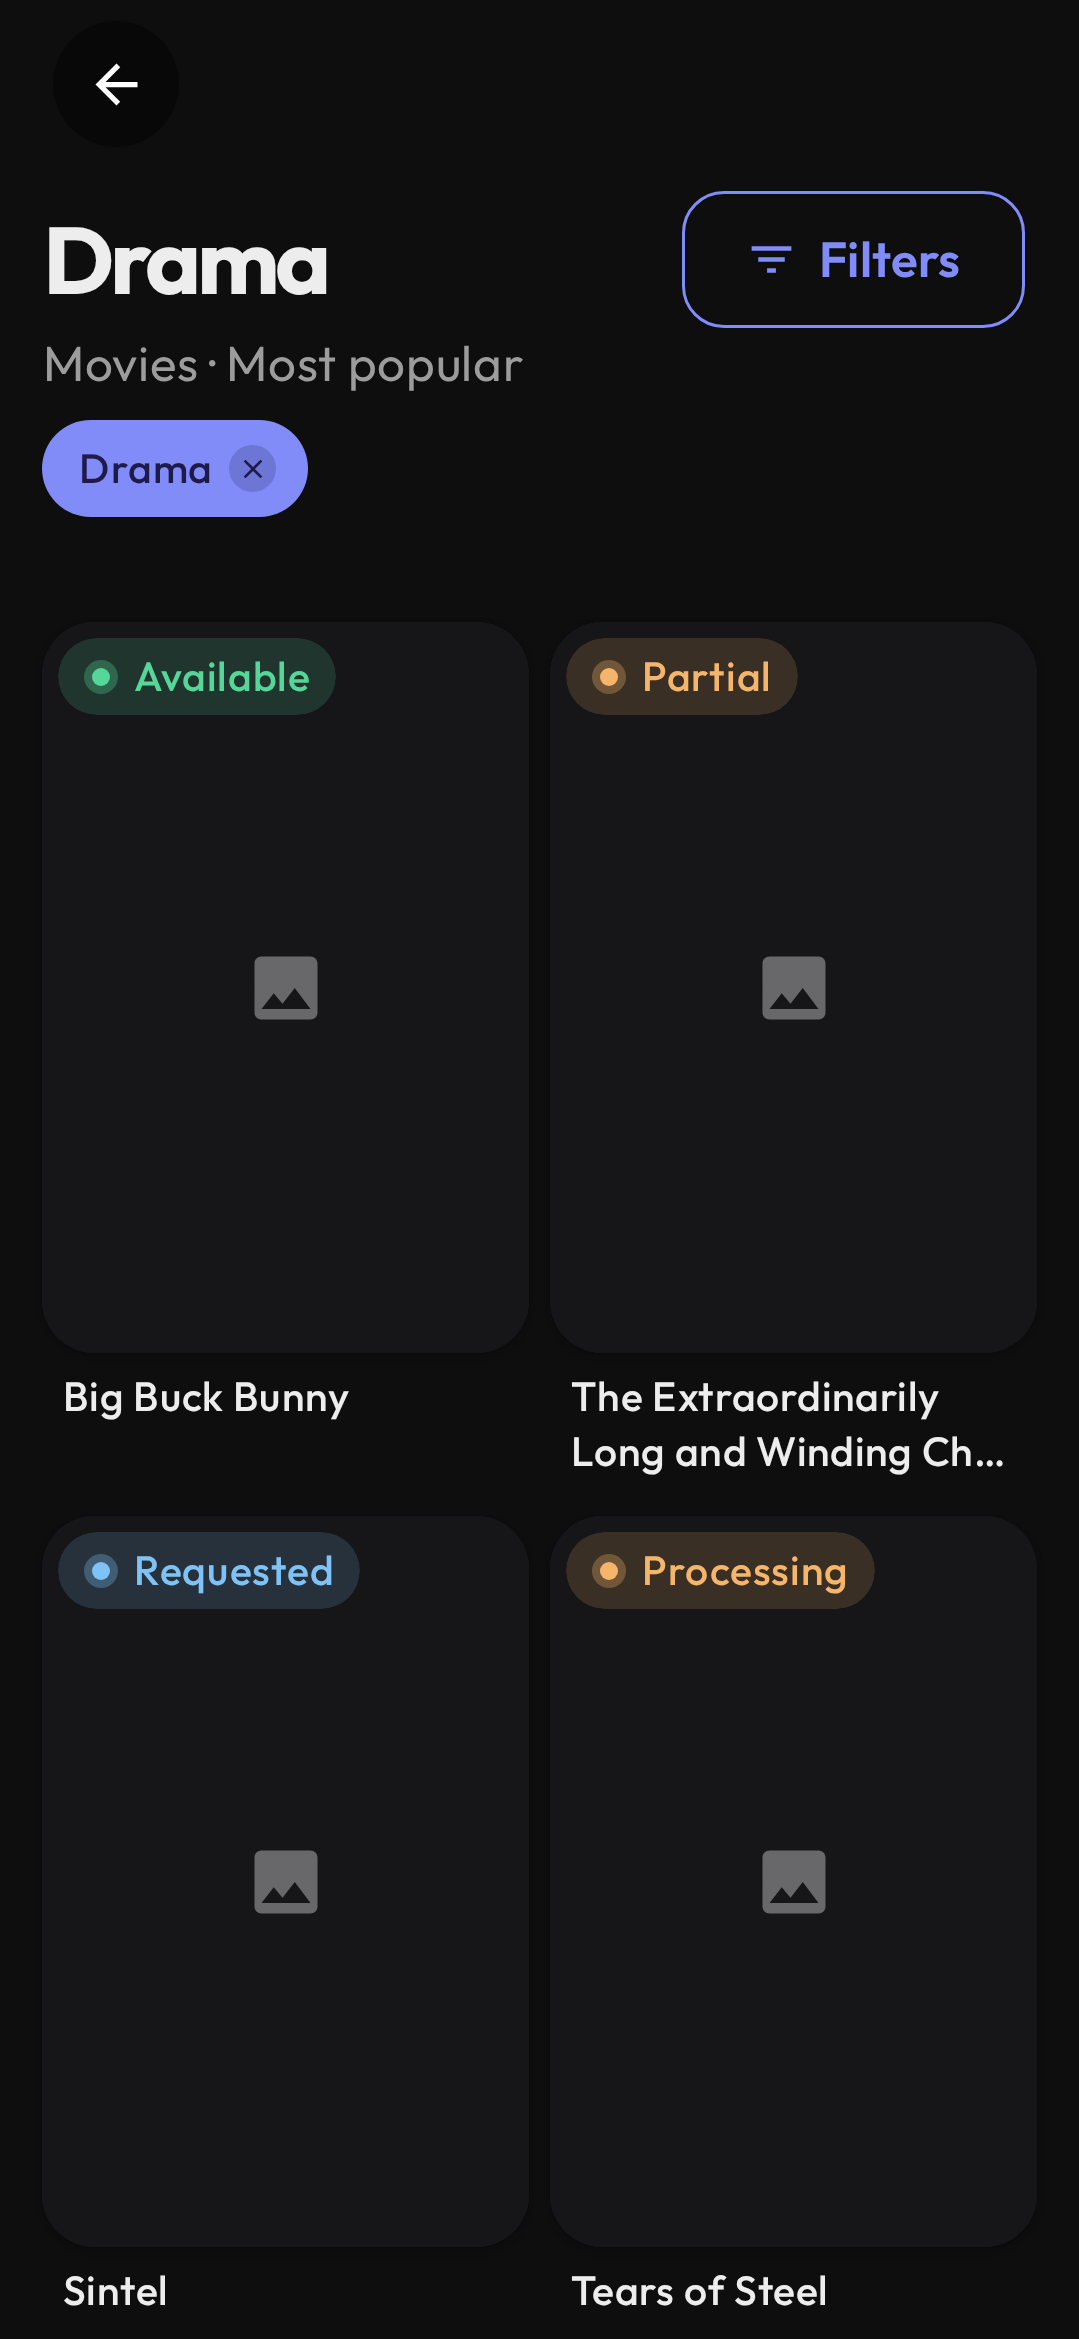 Drama
Filters
Movies · Most popular
Drama
Available
Partial
Big Buck Bunny
The Extraordinarily
Long and Winding Ch...
Requested
Processing
Sintel
Tears of Steel